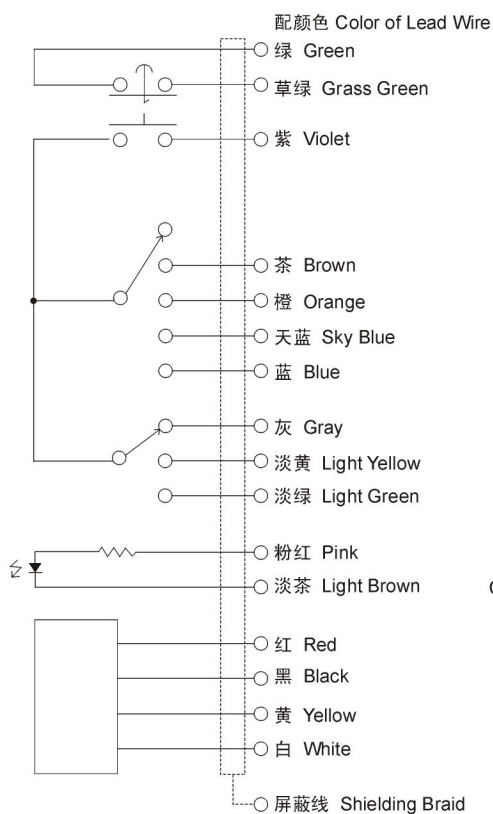 配颜色 Color of Lead Wire
绿 Green
草绿 Grass Green
紫 Violet
茶 Brown
橙 Orange
天蓝 Sky Blue
蓝 Blue
灰 Gray
淡黄 Light Yellow
淡绿 Light Green
粉红 Pink
淡茶 Light Brown
红 Red
黑 Black
黄 Yellow
白 White
屏蔽线 Shielding Braid